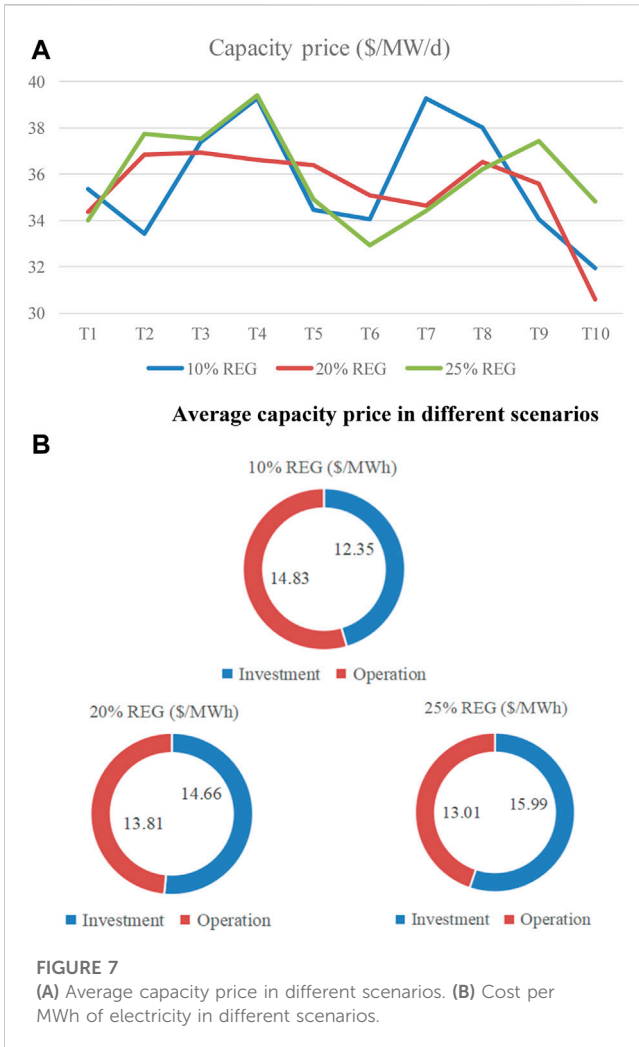 A
Capacity price ($/MW/d)
40
38
36
34
32
30
T1 T2 T3 T4 T5 T6 T7 T8 T9 T10
10% REG 20% REG 25% REG
Average capacity price in different scenarios
B
10% REG ($/MWh)
12.35
14.83
Investment Operation
20% REG ($/MWh)
14.66
13.81
Investment Operation
25% REG ($/MWh)
13.01 15.99
Investment Operation
FIGURE 7
(A) Average capacity price in different scenarios. (B) Cost per
MWh of electricity in different scenarios.